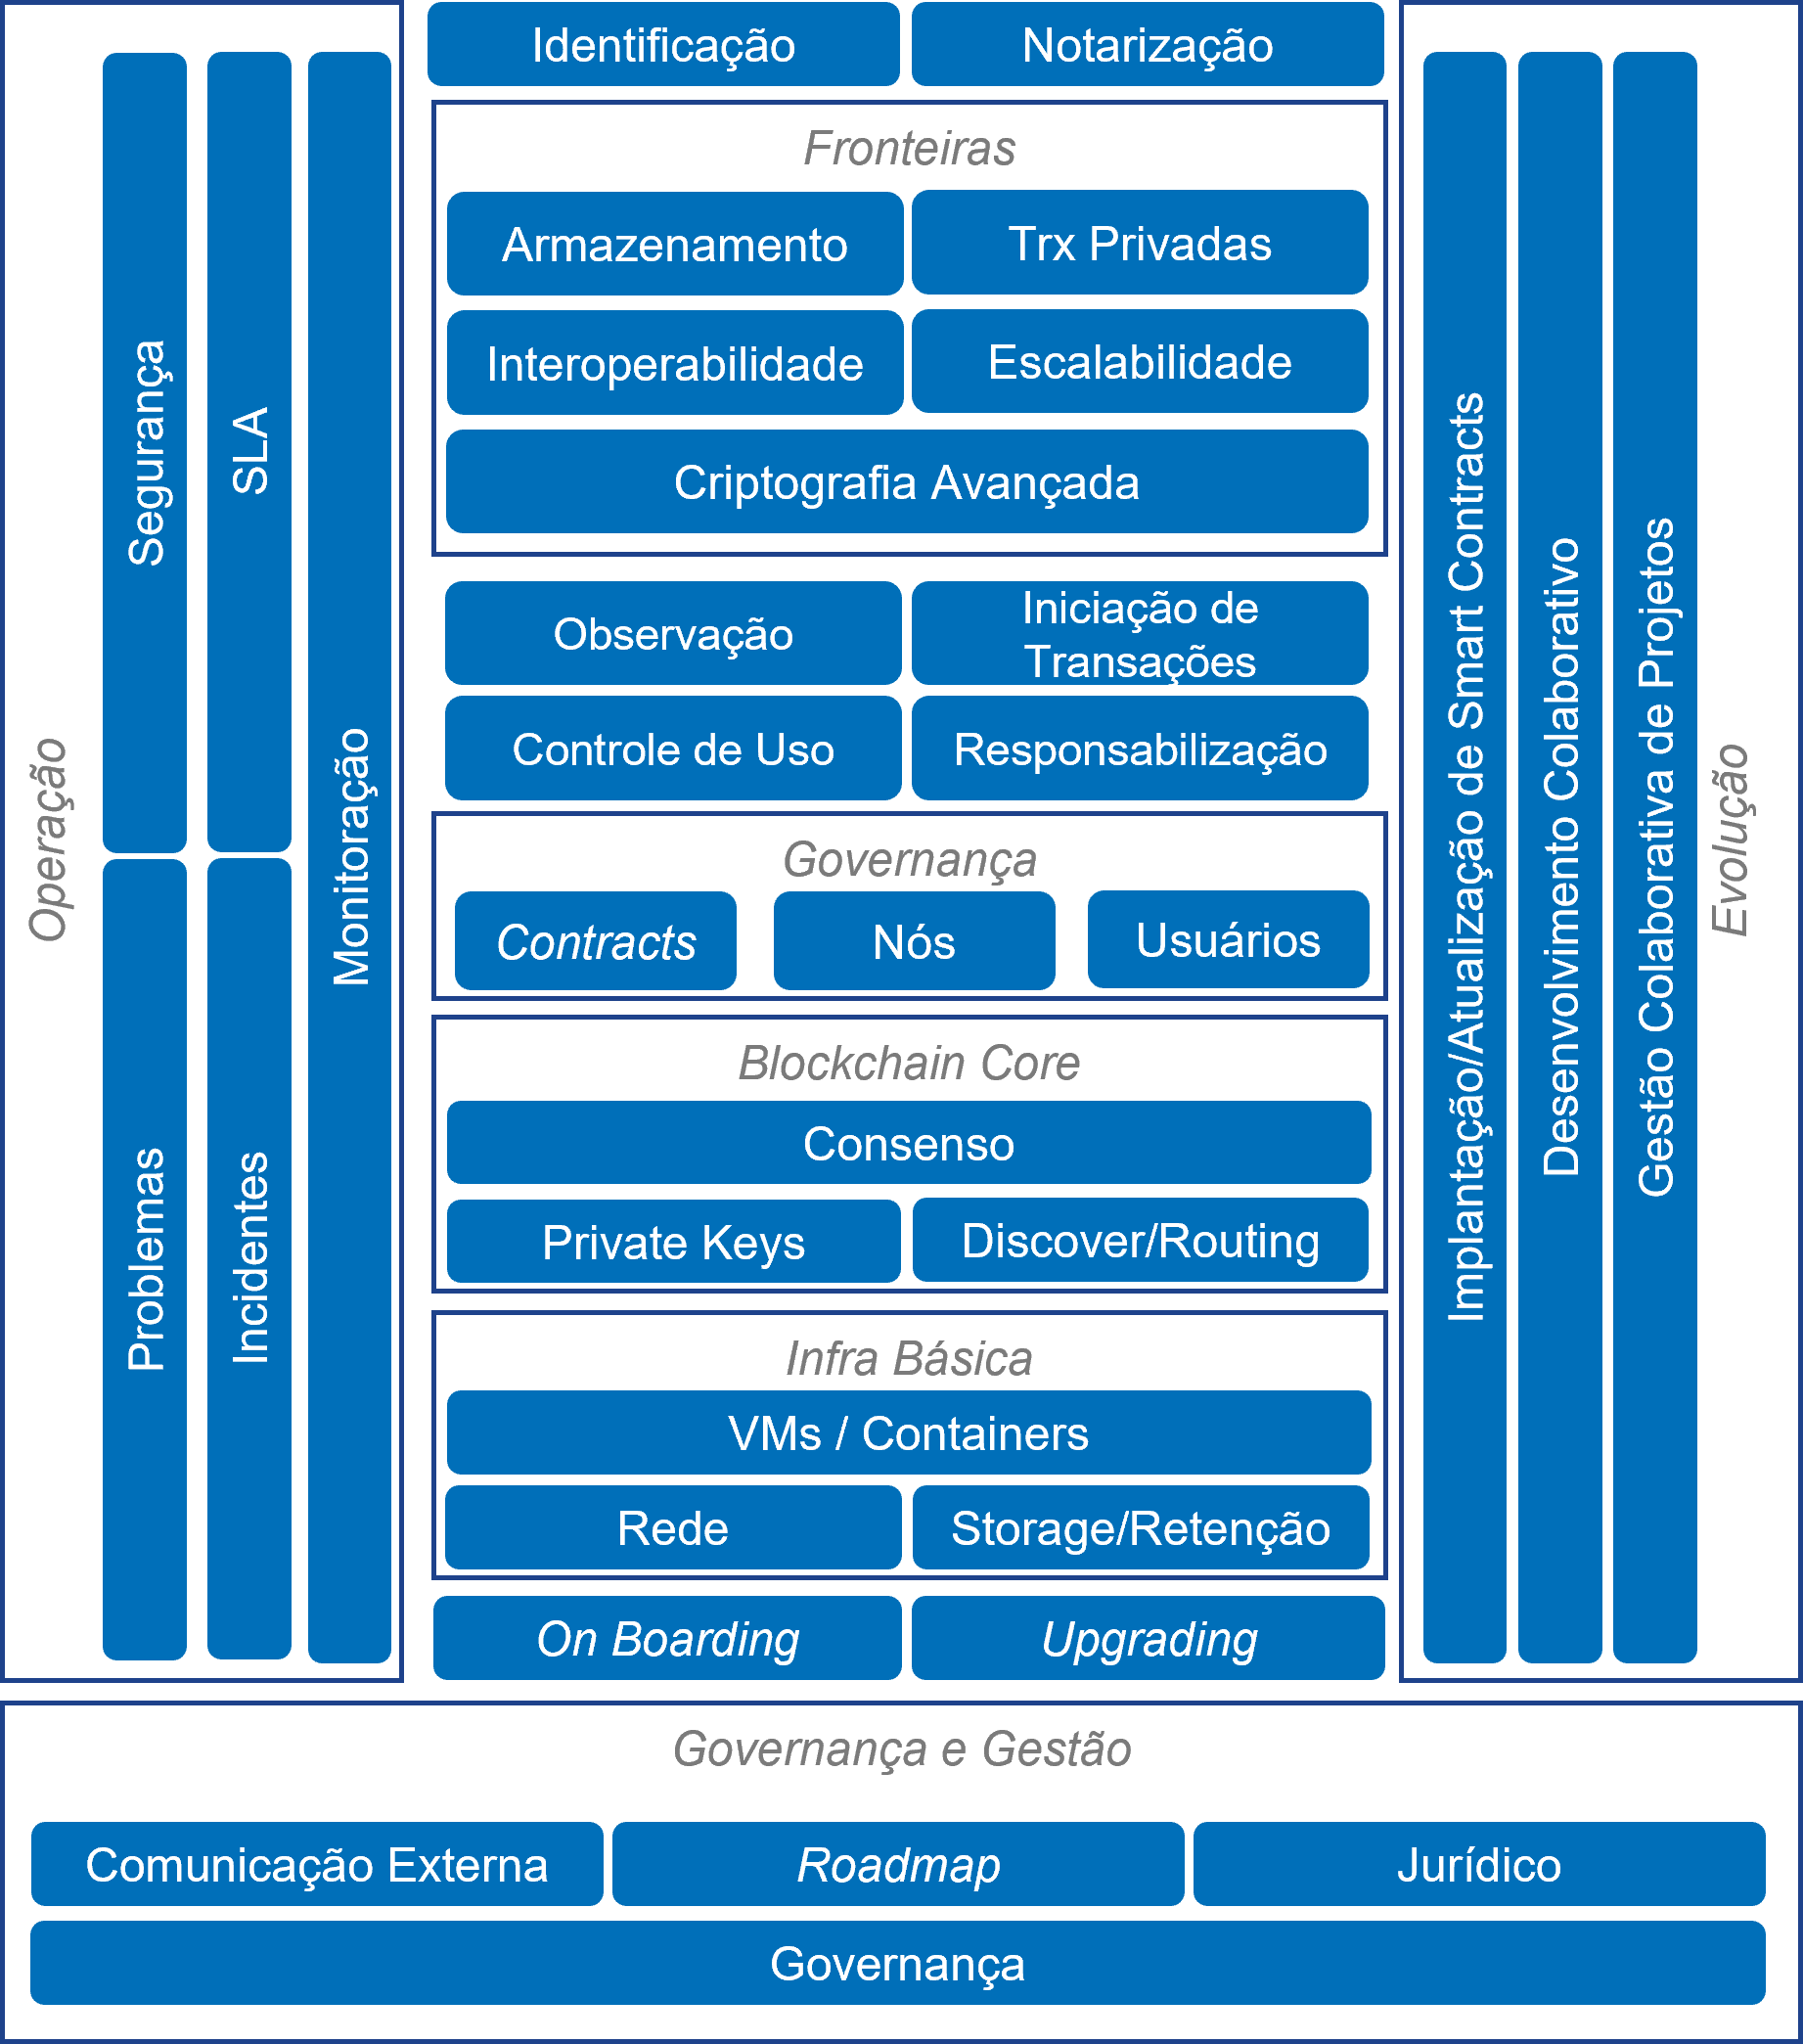 Operação
Segurança
SLA
Monitoração
Problemas
Incidentes
Identificação
Notarização
Fronteiras
Armazenamento
Trx Privadas
Interoperabilidade
Escalabilidade
Criptografia Avançada
Observação
Iniciação de
Transações
Controle de Uso
Responsabilização
Governança
Contracts
Nós
Usuários
Blockchain Core
Consenso
Private Keys
Discover/Routing
Infra Básica
VMs / Containers
Rede
Storage/Retenção
On Boarding
Upgrading
Implantação/Atualização de Smart Contracts
Desenvolvimento Colaborativo
Gestão Colaborativa de Projetos
Evolução
Governança e Gestão
Comunicação Externa
Roadmap
Jurídico
Governança